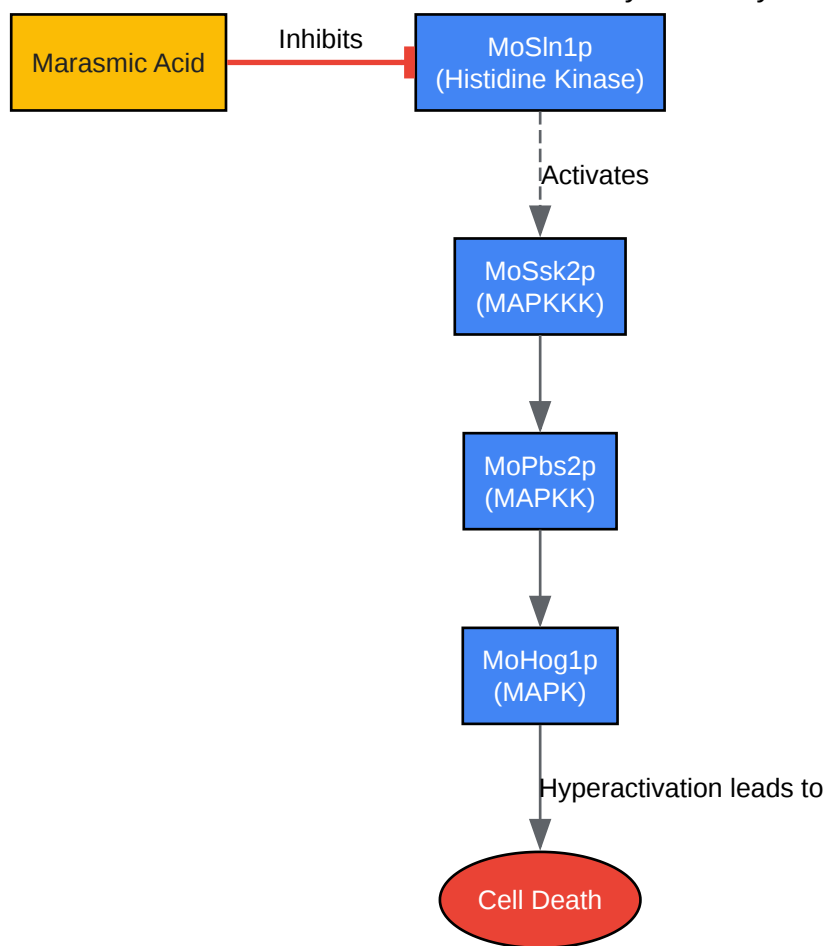 Marasmic Acid
Inhibits
MoSln1p
(Histidine Kinase)
Activates
MoSsk2p
(MAPKKK)
MoPbs2p
(MAPKK)
MoHog1p
(MAPK)
Hyperactivation leads to
Cell Death